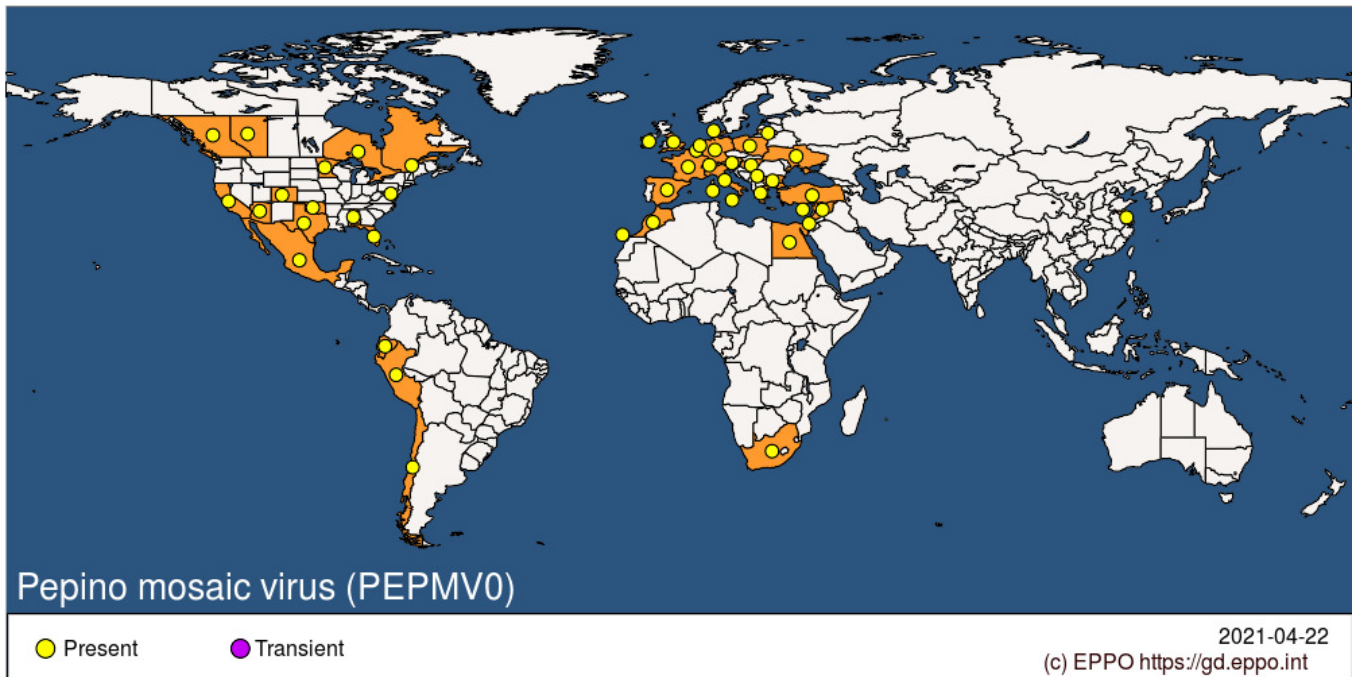 Pepino mosaic virus (PEPMV0)
Present
Transient
2021-04-22
(c) EPPO https://gd.eppo.int